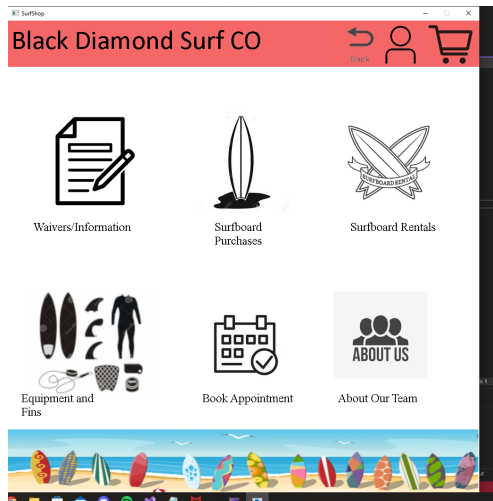 SurfShop
Black Diamond Surf CO
Back
SURFBOARD RENTAL
Waivers/Information
Surfboard
Purchases
Surfboard Rentals
ABOUT US
Equipment and
Fins
Book Appointment
About Our Team